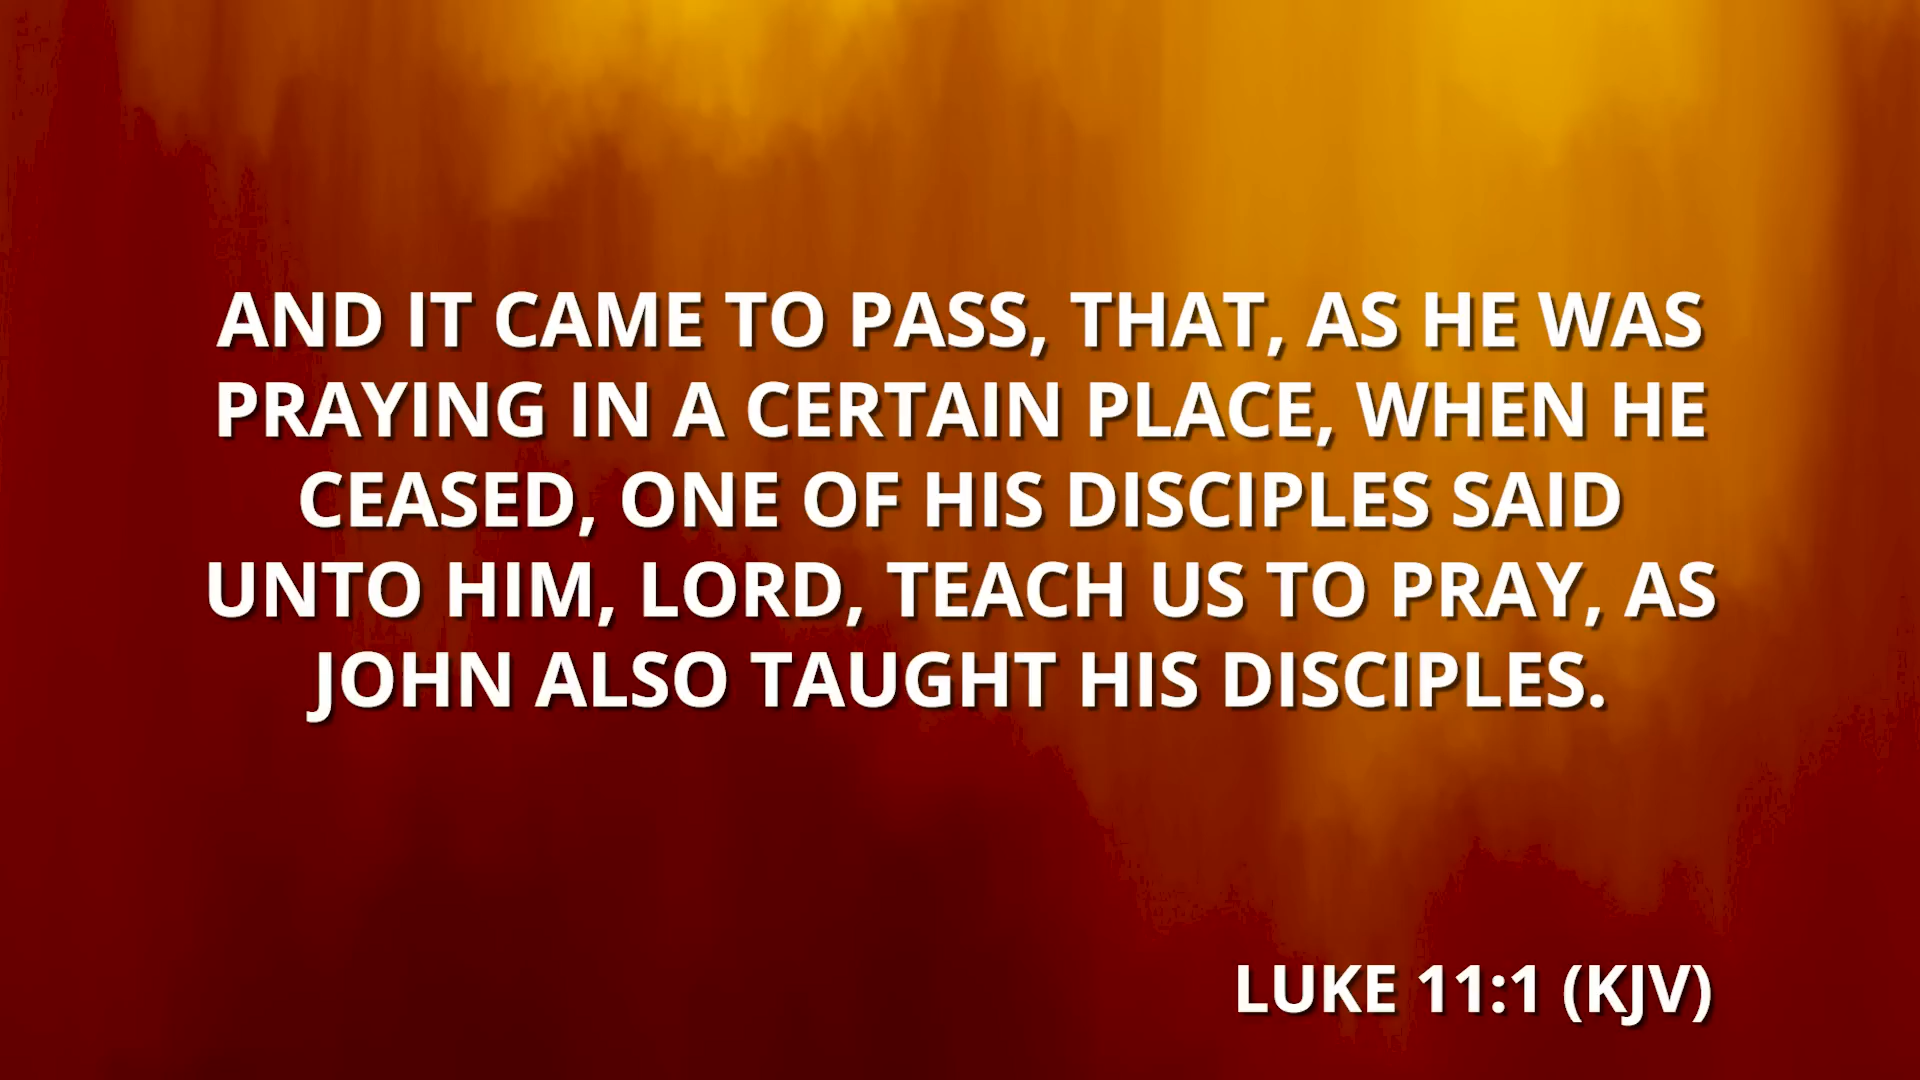 AND IT CAME TO PASS, THAT, AS HE WAS
PRAYING IN A CERTAIN PLACE, WHEN HE
CEASED, ONE OF HIS DISCIPLES SAID
UNTO HIM, LORD, TEACH US TO PRAY, AS
JOHN ALSO TAUGHT HIS DISCIPLES.
LUKE 11:1 (KJV)